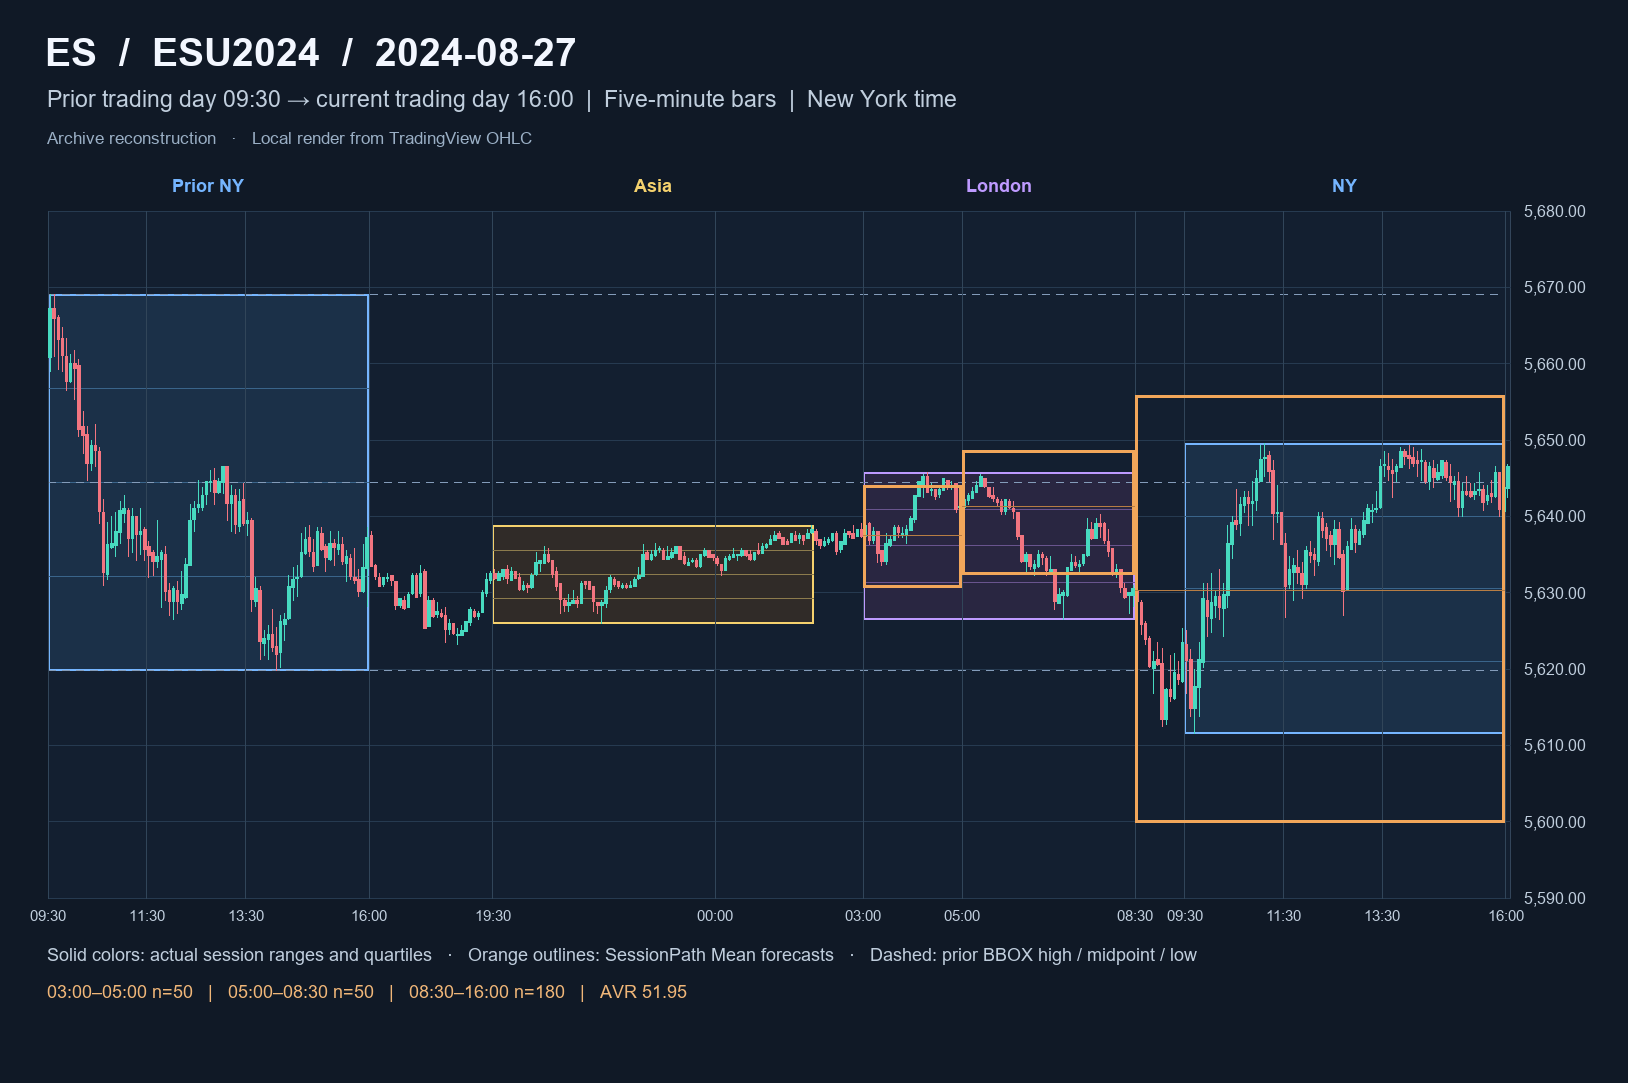 ES / ESU2024 / 2024-08-27
Prior trading day 09:30 → current trading day 16:00 | Five-minute bars | New York time
Archive reconstruction · Local render from TradingView OHLC
Prior NY Asia London NY
5,680.00
5,670.00
5,660.00
5,650.00
5,640.00
5,630.00
5,620.00
5,610.00
5,600.00
5,590.00
09:30 11:30 13:30 16:00 19:30 00:00 03:00 05:00 08:30 09:30 11:30 13:30 16:00
Solid colors: actual session ranges and quartiles · Orange outlines: SessionPath Mean forecasts · Dashed: prior BBOX high / midpoint / low
03:00–05:00 n=50 | 05:00–08:30 n=50 | 08:30–16:00 n=180 | AVR 51.95